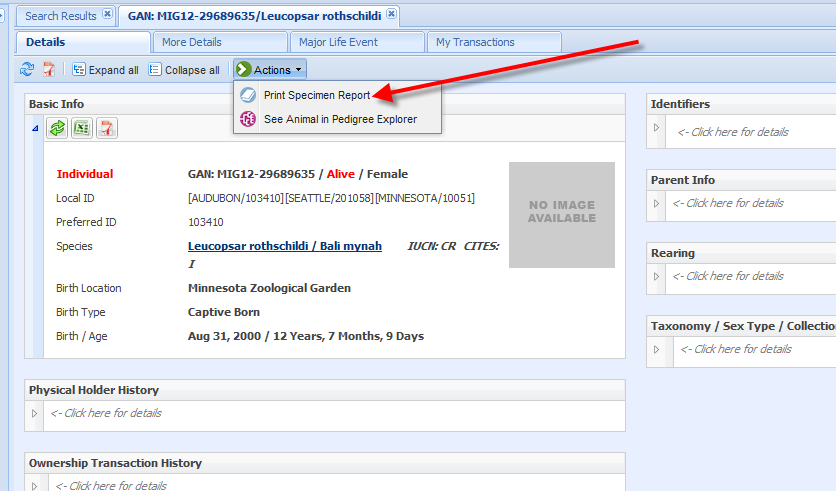 Search Results
GAN: MIG12-29689635/Leucopsar rothschildi
Details
More Details
Major Life Event
My Transactions
Expand all
Collapse all
Actions
Print Specimen Report
See Animal in Pedigree Explorer
Basic Info
Individual GAN: MIG12-29689635 / Alive / Female
Local ID [AUDUBON/103410][SEATTLE/201058][MINNESOTA/10051]
Preferred ID 103410
Species Leucopsar rothschildi / Bali mynah IUCN: CR CITES:
I
Birth Location Minnesota Zoological Garden
Birth Type Captive Born
Birth / Age Aug 31, 2000 / 12 Years, 7 Months, 9 Days
NO IMAGE
AVAILABLE
Physical Holder History
<- Click here for details
Ownership Transaction History
<- Click here for details
Identifiers
<- Click here for details
Parent Info
<- Click here for details
Rearing
<- Click here for details
Taxonomy / Sex Type / Collectio
<- Click here for details